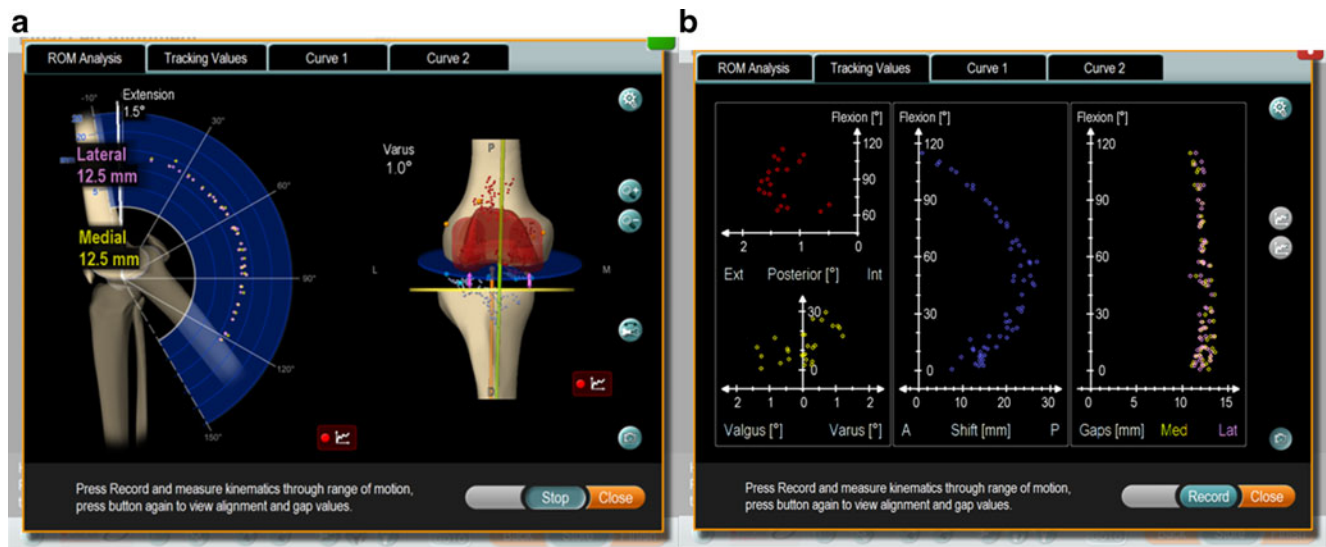 a
ROM Analysis
Tracking Values
Curve 1
Curve 2
-10°
Extension
1.5°
30°
Lateral
12.5 mm
5
60°
Medial
12.5 mm
90°
120°
150°
Varus
1.0°
P
L
M
D
Press Record and measure kinematics through range of motion,
press button again to view alignment and gap values.
Stop
Close
b
ROM Analysis
Tracking Values
Curve 1
Curve 2
Flexion [°]
120
90
60
2 1 0
Ext Posterior [°] Int
30
0
2 1 0 1 2
Valgus [°] Varus [°]
Flexion [°]
120
90
60
30
0
0 10 20 30
A Shift [mm] P
Flexion [°]
120
90
60
30
0
0 5 10 15
Gaps [mm] Med Lat
Press Record and measure kinematics through range of motion,
press button again to view alignment and gap values.
Record
Close